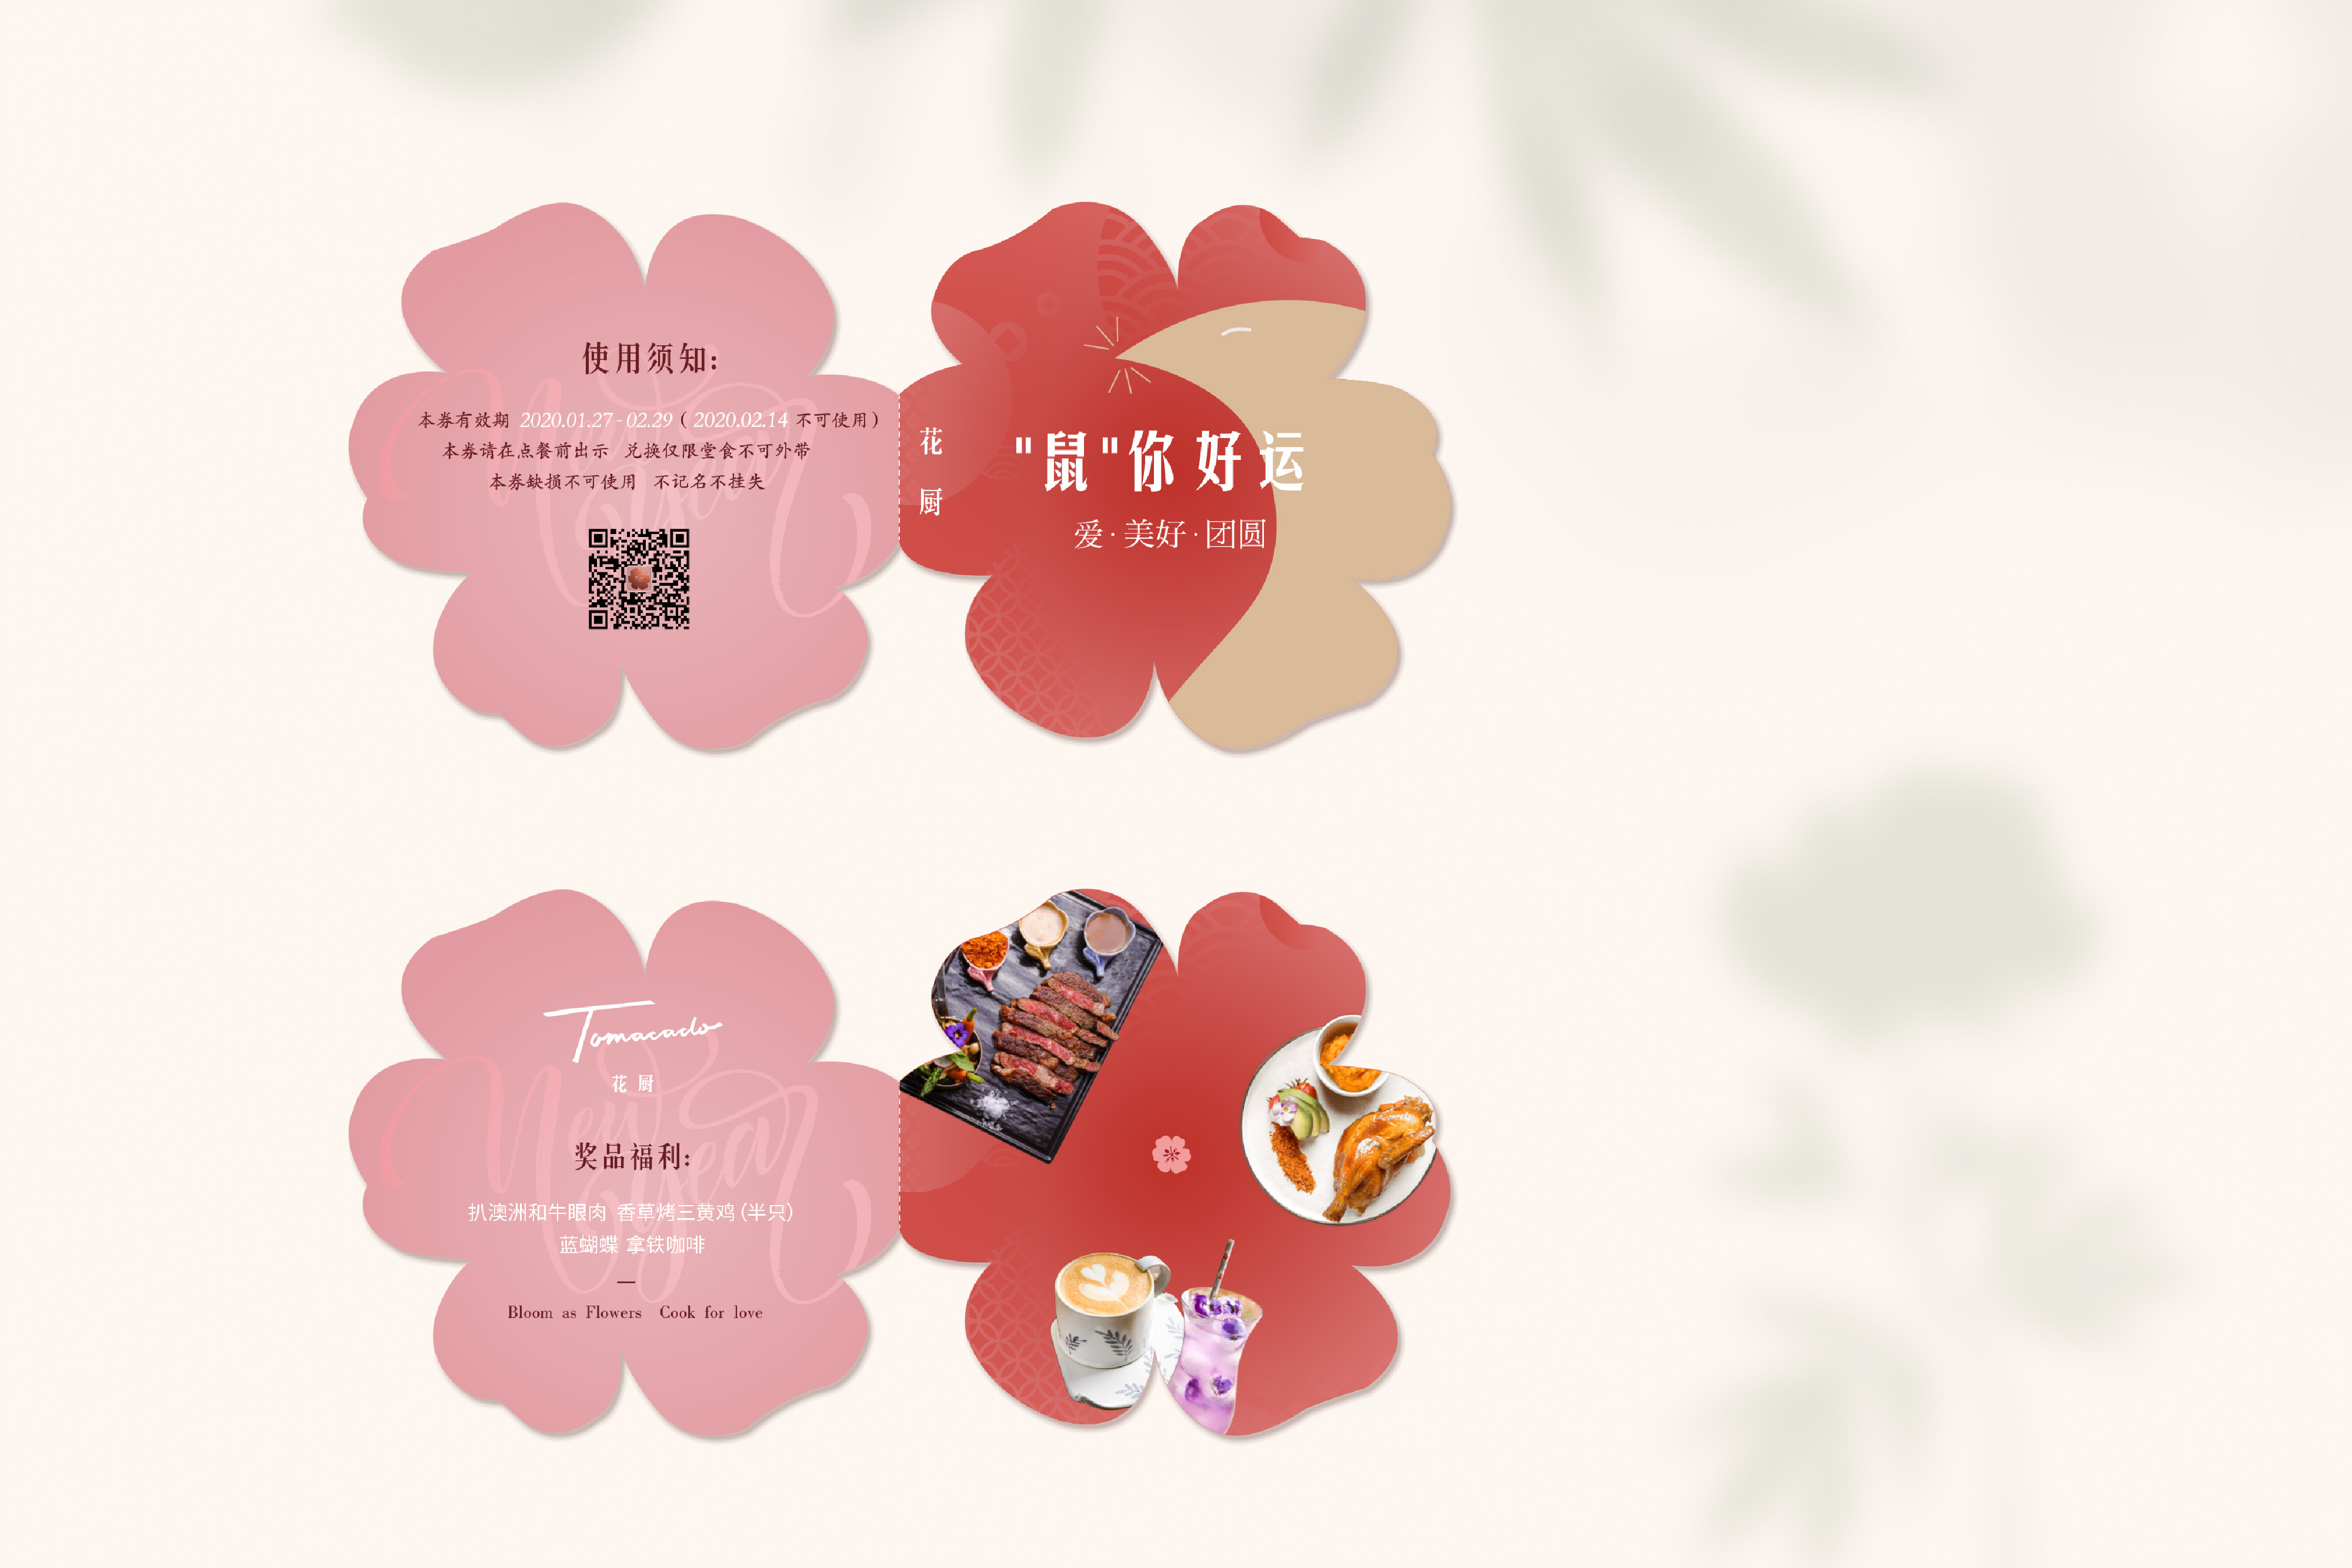 使用须知:
本券有效期 2020.01.27-02.29 ( 2020.02.14 不可使用)
本券请在点餐前出示 兑换仅限堂食不可外带
本券缺损不可使用 不记名不挂失
New Year
花厨
"鼠"你好运
爱·美好·团圆
Tomacado
花厨
New Year
奖品福利:
扒澳洲和牛眼肉 香草烤三黄鸡(半只)
蓝蝴蝶 拿铁咖啡
—
Bloom as Flowers Cook for love